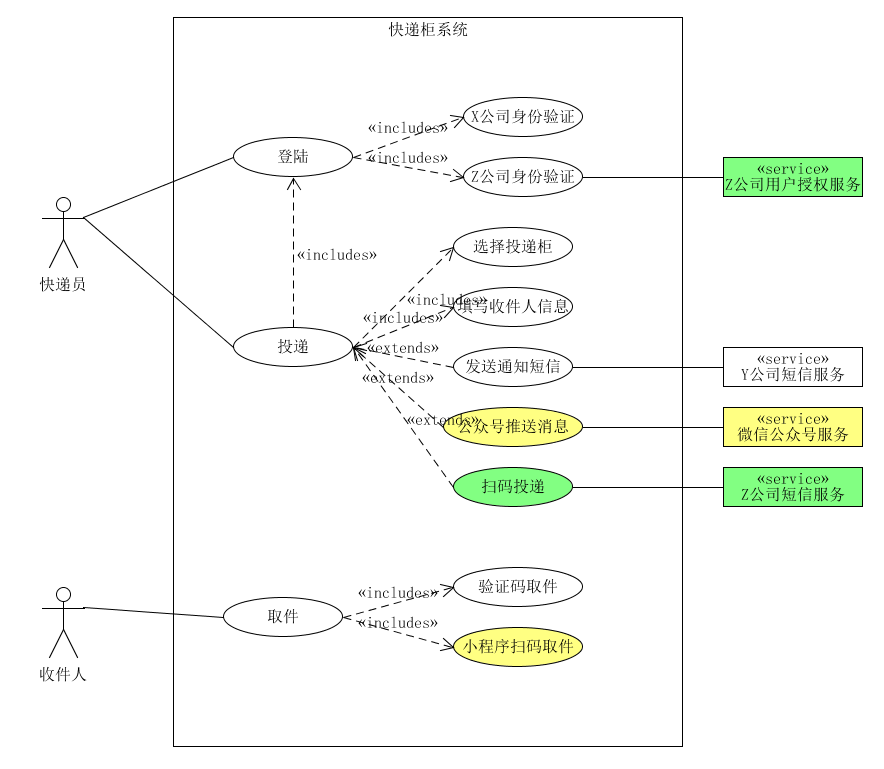 快递柜系统
X公司身份验证
«includes»
登陆
«includes»
Z公司身份验证
«service»
Z公司用户授权服务
快递员
«includes»
选择投递柜
«includes»
填写收件人信息
«includes»
投递
«extends»
发送通知短信
«service»
Y公司短信服务
«extends»
«extends»
公众号推送消息
«service»
微信公众号服务
扫码投递
«service»
Z公司短信服务
验证码取件
«includes»
取件
«includes»
小程序扫码取件
收件人